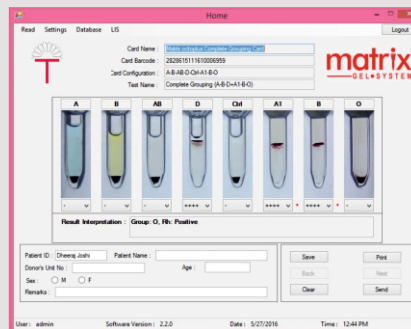 Home
Read Settings Database LIS
Logout
Card Name : Matrix octoplus Complete Grouping Card
Card Barcode : 2828615111610006959
Card Configuration : A-B-AB-D-Ctrl-A1-B-O
Test Name : Complete Grouping (A-B-D+A1-B-O)
matrix
GEL SYSTEM
A B AB D Ctrl A1 B O
- - - ++++ - ++++ * ++++ * -
Result Interpretation : Group: O, Rh: Positive
Patient ID : Dheeraj Joshi Patient Name :
Donor's Unit No : Age :
Sex : M F
Remarks :
Save Print
Back Next
Clear Send
User : admin Software Version : 2.2.0 Date : 5/27/2016 Time : 12:44 PM